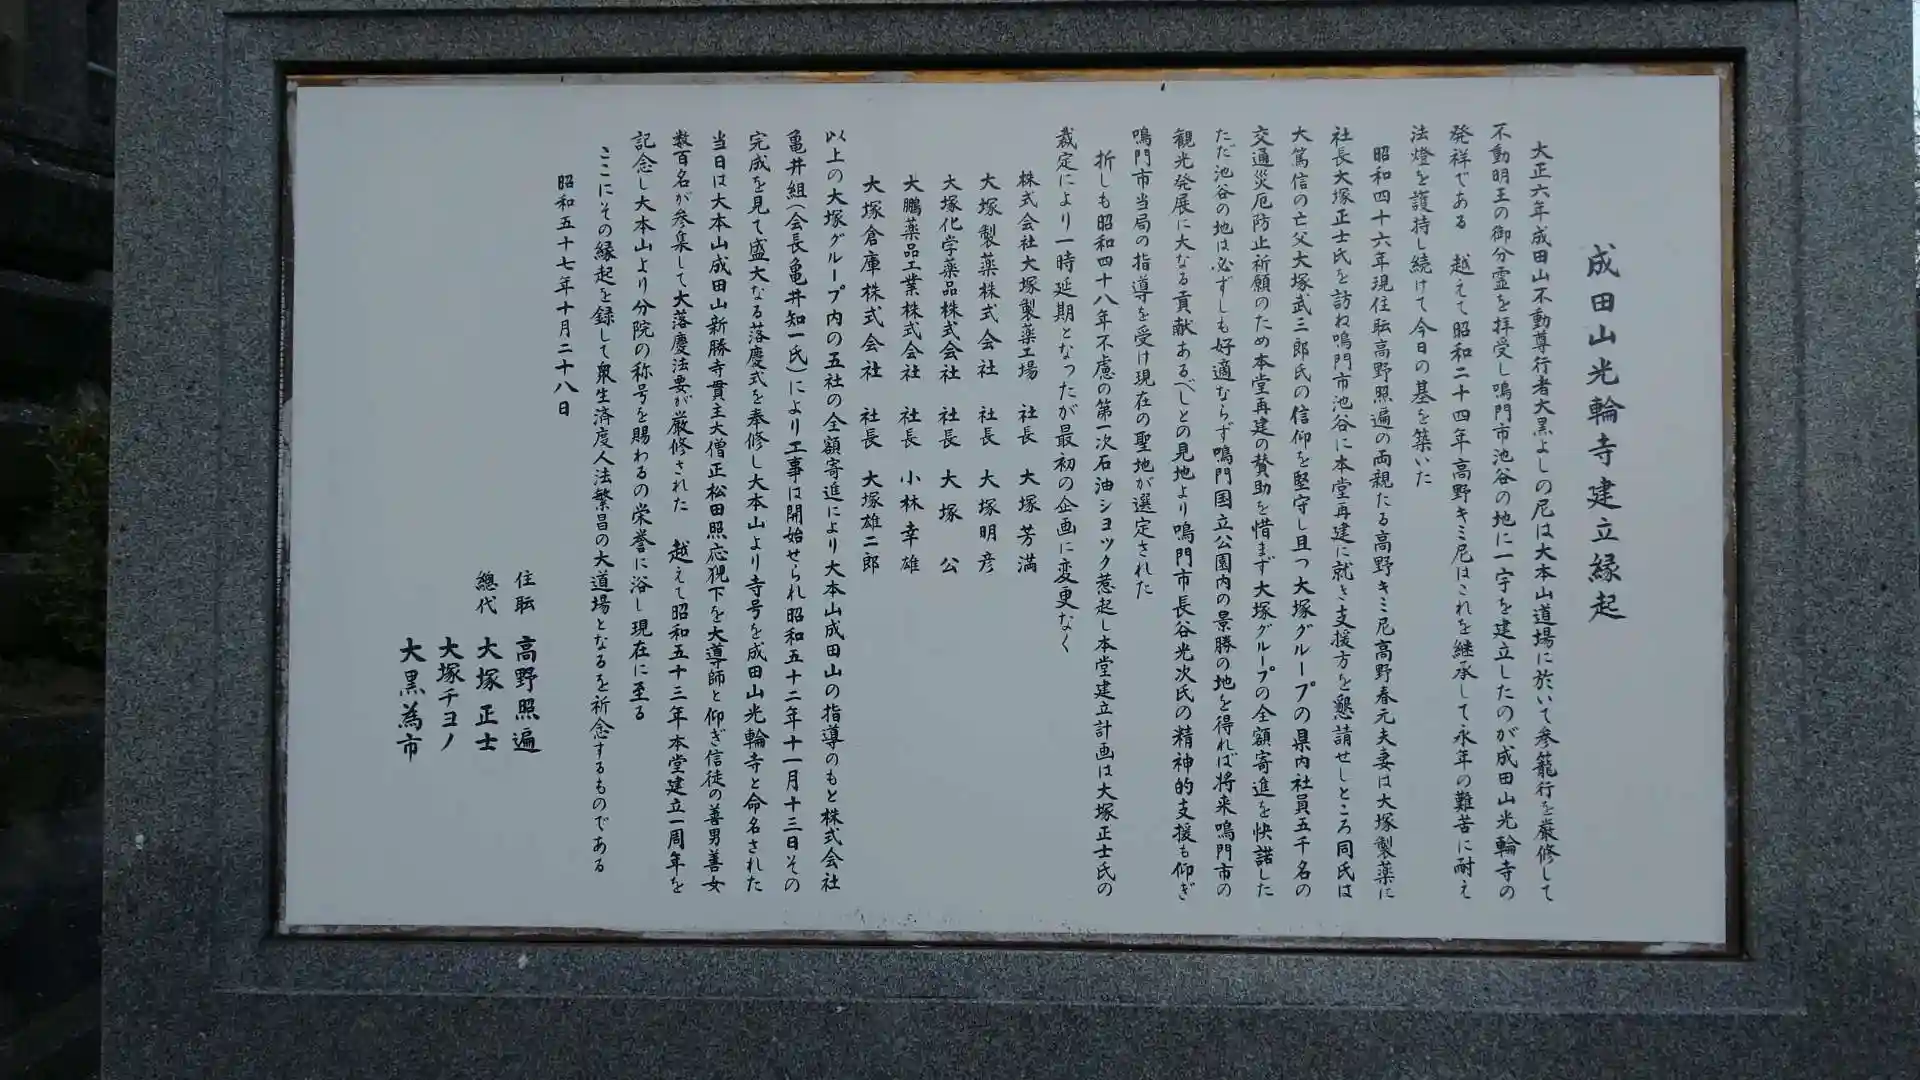 成田山光輪寺建立縁起
大正六年成田山不動尊行者大黒よしの尼は大本山道場に於いて参籠行を厳修して
不動明王の御分霊を拝受し鳴門市池谷の地に一宇を建立したのが成田山光輪寺の
発祥である　越えて昭和二十四年高野キミ尼はこれを継承して永年の難苦に耐え
法燈を護持し続けて今日の基を築いた
昭和四十六年現住転高野照遍の両親たる高野キミ尼高野春元夫妻は大塚製薬に
社長大塚正士氏を訪ね鳴門市池谷に本堂再建に就き支援方を懇請せしところ同氏は
大篤信の亡父大塚武三郎氏の信仰を堅守し且つ大塚グループの県内社員五千名の
交通災厄防止祈願のため本堂再建の賛助を惜まず大塚グループの全額寄進を快諾した
ただ池谷の地は必ずしも好適ならず鳴門国立公園内の景勝の地を得れば将来鳴門市の
観光発展に大なる貢献あるべしとの見地より鳴門市長谷光次氏の精神的支援も仰ぎ
鳴門市当局の指導を受け現在の聖地が選定された
折しも昭和四十八年不慮の第一次石油ショック惹起し本堂建立計画は大塚正士氏の
裁定により一時延期となったが最初の企画に変更なく
株式会社大塚製薬工場　社長　大塚芳満
大塚製薬株式会社　社長　大塚明彦
大塚化学薬品株式会社　社長　大塚　公
大鵬薬品工業株式会社　社長　小林幸雄
大塚倉庫株式会社　社長　大塚雄二郎
以上の大塚グループ内の五社の全額寄進により大本山成田山の指導のもと株式会社
亀井組（会長亀井知一氏）により工事は開始せられ昭和五十二年十一月十三日その
完成を見て盛大なる落慶式を奉修し大本山より寺号を成田山光輪寺と命名された
当日は大本山成田山新勝寺貫主大僧正松田照応猊下を大導師と仰ぎ信徒の善男善女
数百名が参集して大落慶法要が厳修された　越えて昭和五十三年本堂建立一周年を
記念し大本山より分院の称号を賜わるの栄誉に浴し現在に至る
ここにその縁起を録して衆生済度人法繁昌の大道場となるを祈念するものである
昭和五十七年十月二十八日
住転　高野照遍
總代　大塚正士
大塚チヨノ
大黒為市